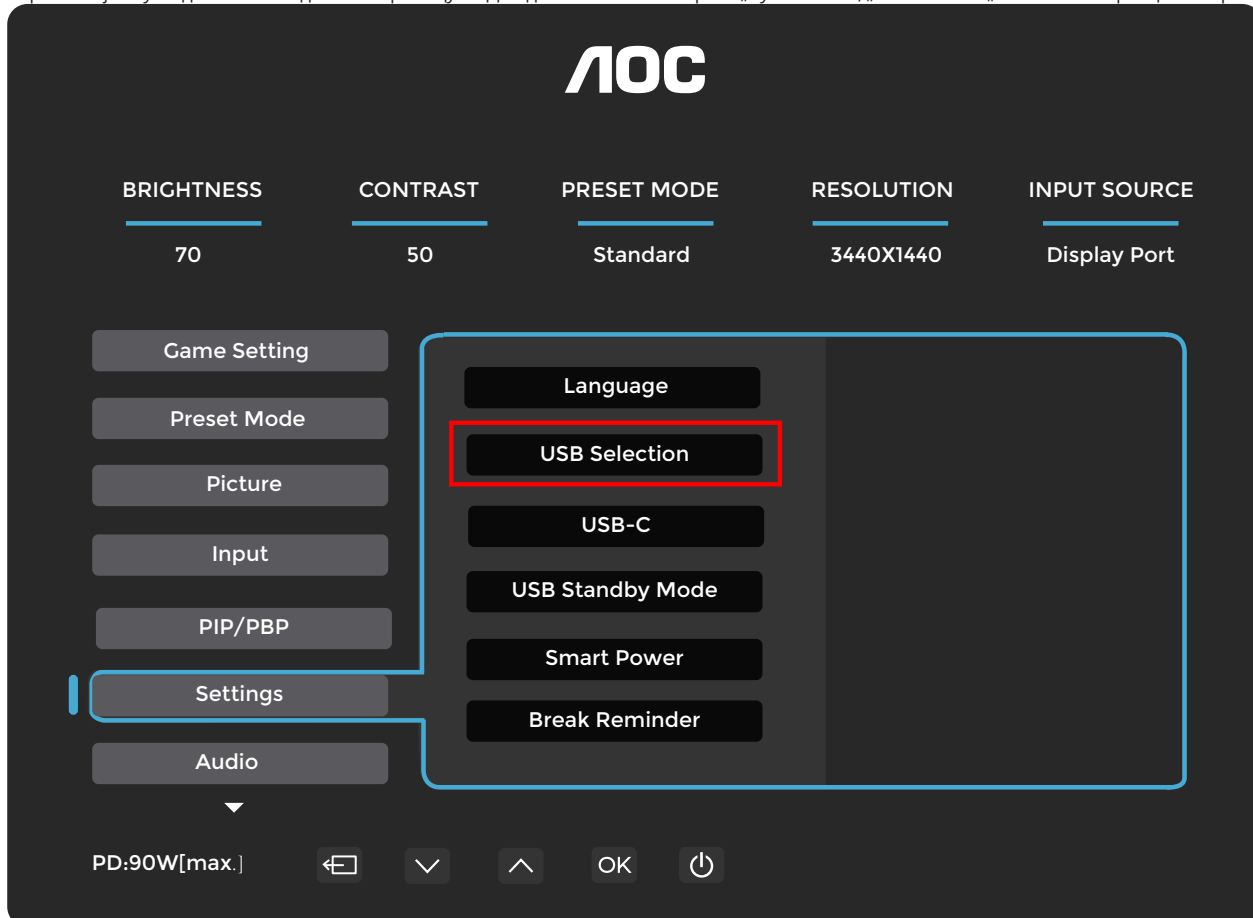 AOC
BRIGHTNESS CONTRAST PRESET MODE RESOLUTION INPUT SOURCE
70 50 Standard 3440X1440 Display Port
Game Setting
Preset Mode
Picture
Input
PIP/PBP
Settings
Audio
Language
USB Selection
USB-C
USB Standby Mode
Smart Power
Break Reminder
PD:90W[max.]
OK